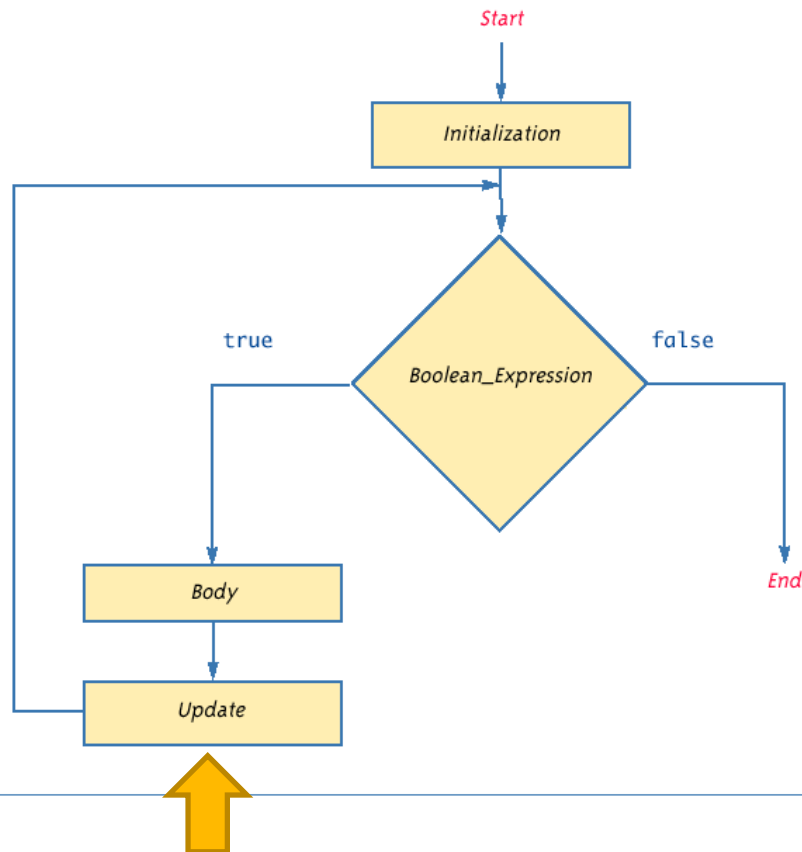 Start
Initialization
true
false
Boolean_Expression
Body
End
Update